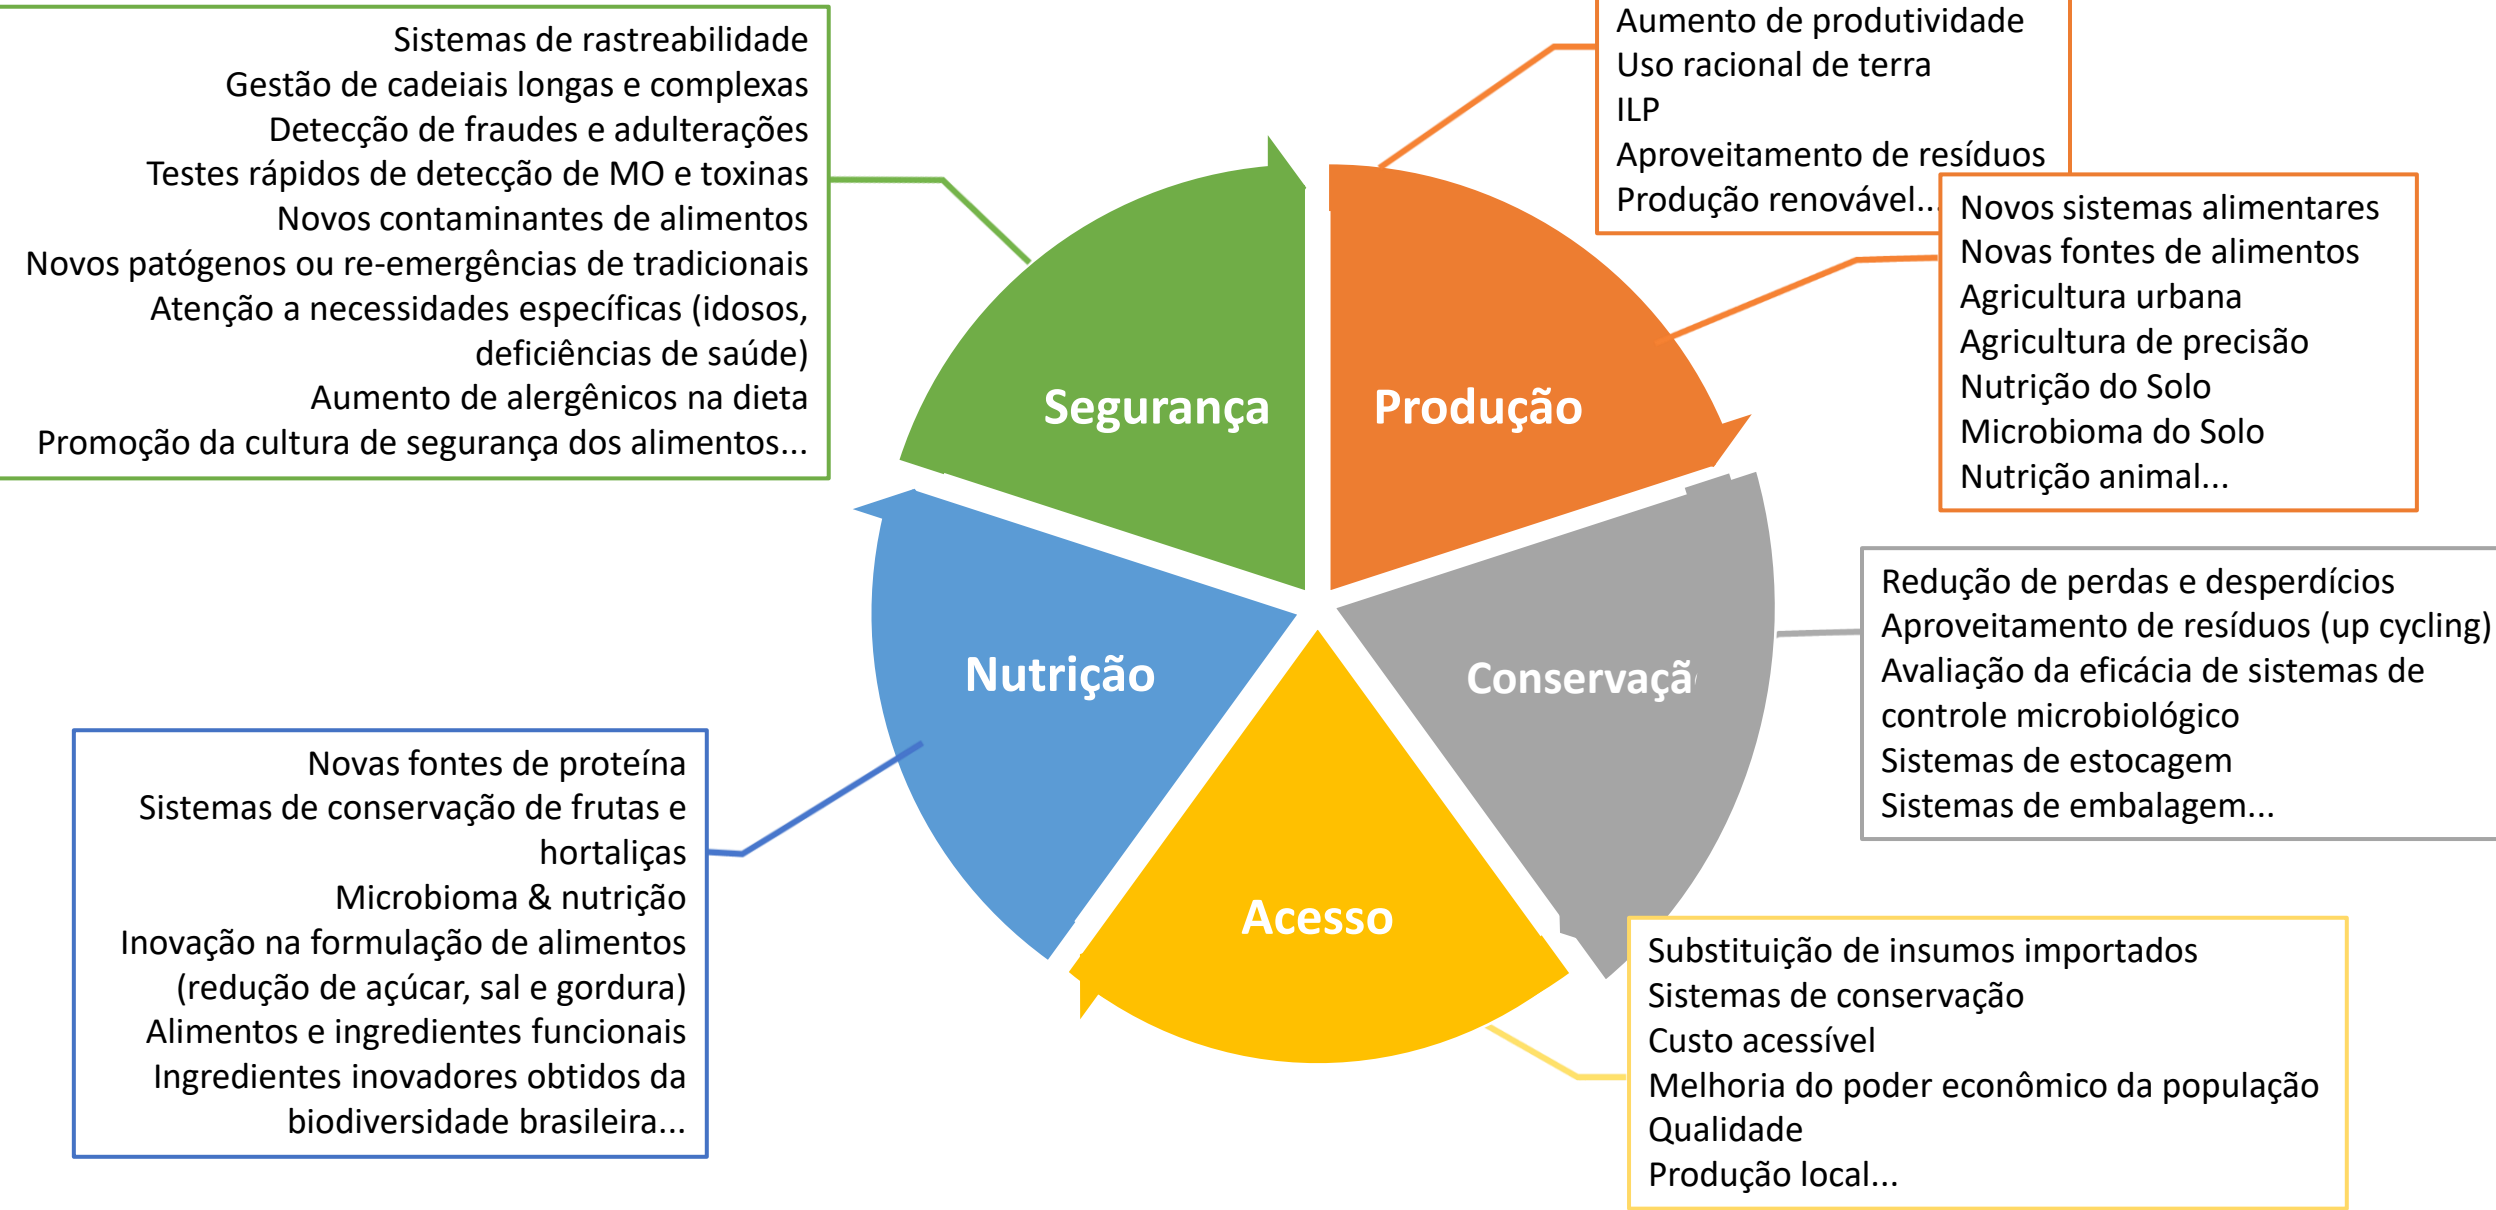 Sistemas de rastreabilidade
Gestão de cadeiais longas e complexas
Detecção de fraudes e adulterações
Testes rápidos de detecção de MO e toxinas
Novos contaminantes de alimentos
Novos patógenos ou re-emergências de tradicionais
Atenção a necessidades específicas (idosos,
deficiências de saúde)
Aumento de alergênicos na dieta
Promoção da cultura de segurança dos alimentos...
Aumento de produtividade
Uso racional de terra
ILP
Aproveitamento de resíduos
Produção renovável...
Novos sistemas alimentares
Novas fontes de alimentos
Agricultura urbana
Agricultura de precisão
Nutrição do Solo
Microbioma do Solo
Nutrição animal...
Segurança
Produção
Nutrição
Conservaçã
Acesso
Redução de perdas e desperdícios
Aproveitamento de resíduos (up cycling)
Avaliação da eficácia de sistemas de
controle microbiológico
Sistemas de estocagem
Sistemas de embalagem...
Novas fontes de proteína
Sistemas de conservação de frutas e
hortaliças
Microbioma & nutrição
Inovação na formulação de alimentos
(redução de açúcar, sal e gordura)
Alimentos e ingredientes funcionais
Ingredientes inovadores obtidos da
biodiversidade brasileira...
Substituição de insumos importados
Sistemas de conservação
Custo acessível
Melhoria do poder econômico da população
Qualidade
Produção local...